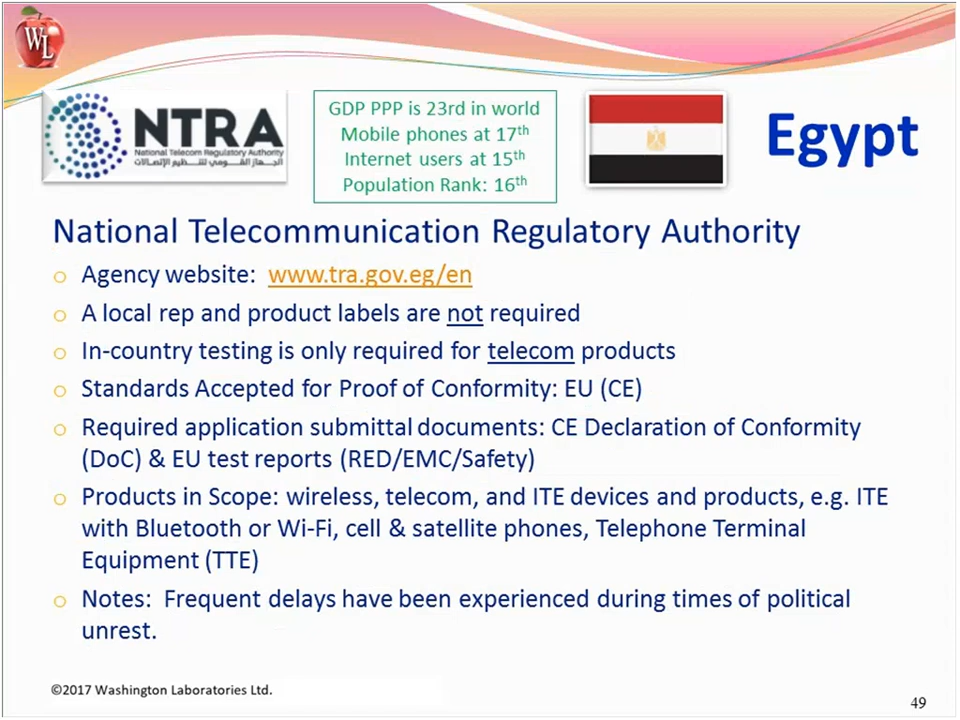 WL
NTRA
National Telecom Regulatory Authority
الجهاز القومي لتنظيم الاتصالات
GDP PPP is 23rd in world
Mobile phones at 17th
Internet users at 15th
Population Rank: 16th
Egypt
National Telecommunication Regulatory Authority
o Agency website: www.tra.gov.eg/en
o A local rep and product labels are not required
o In-country testing is only required for telecom products
o Standards Accepted for Proof of Conformity: EU (CE)
o Required application submittal documents: CE Declaration of Conformity
(DoC) & EU test reports (RED/EMC/Safety)
o Products in Scope: wireless, telecom, and ITE devices and products, e.g. ITE
with Bluetooth or Wi-Fi, cell & satellite phones, Telephone Terminal
Equipment (TTE)
o Notes: Frequent delays have been experienced during times of political
unrest.
©2017 Washington Laboratories Ltd.
49